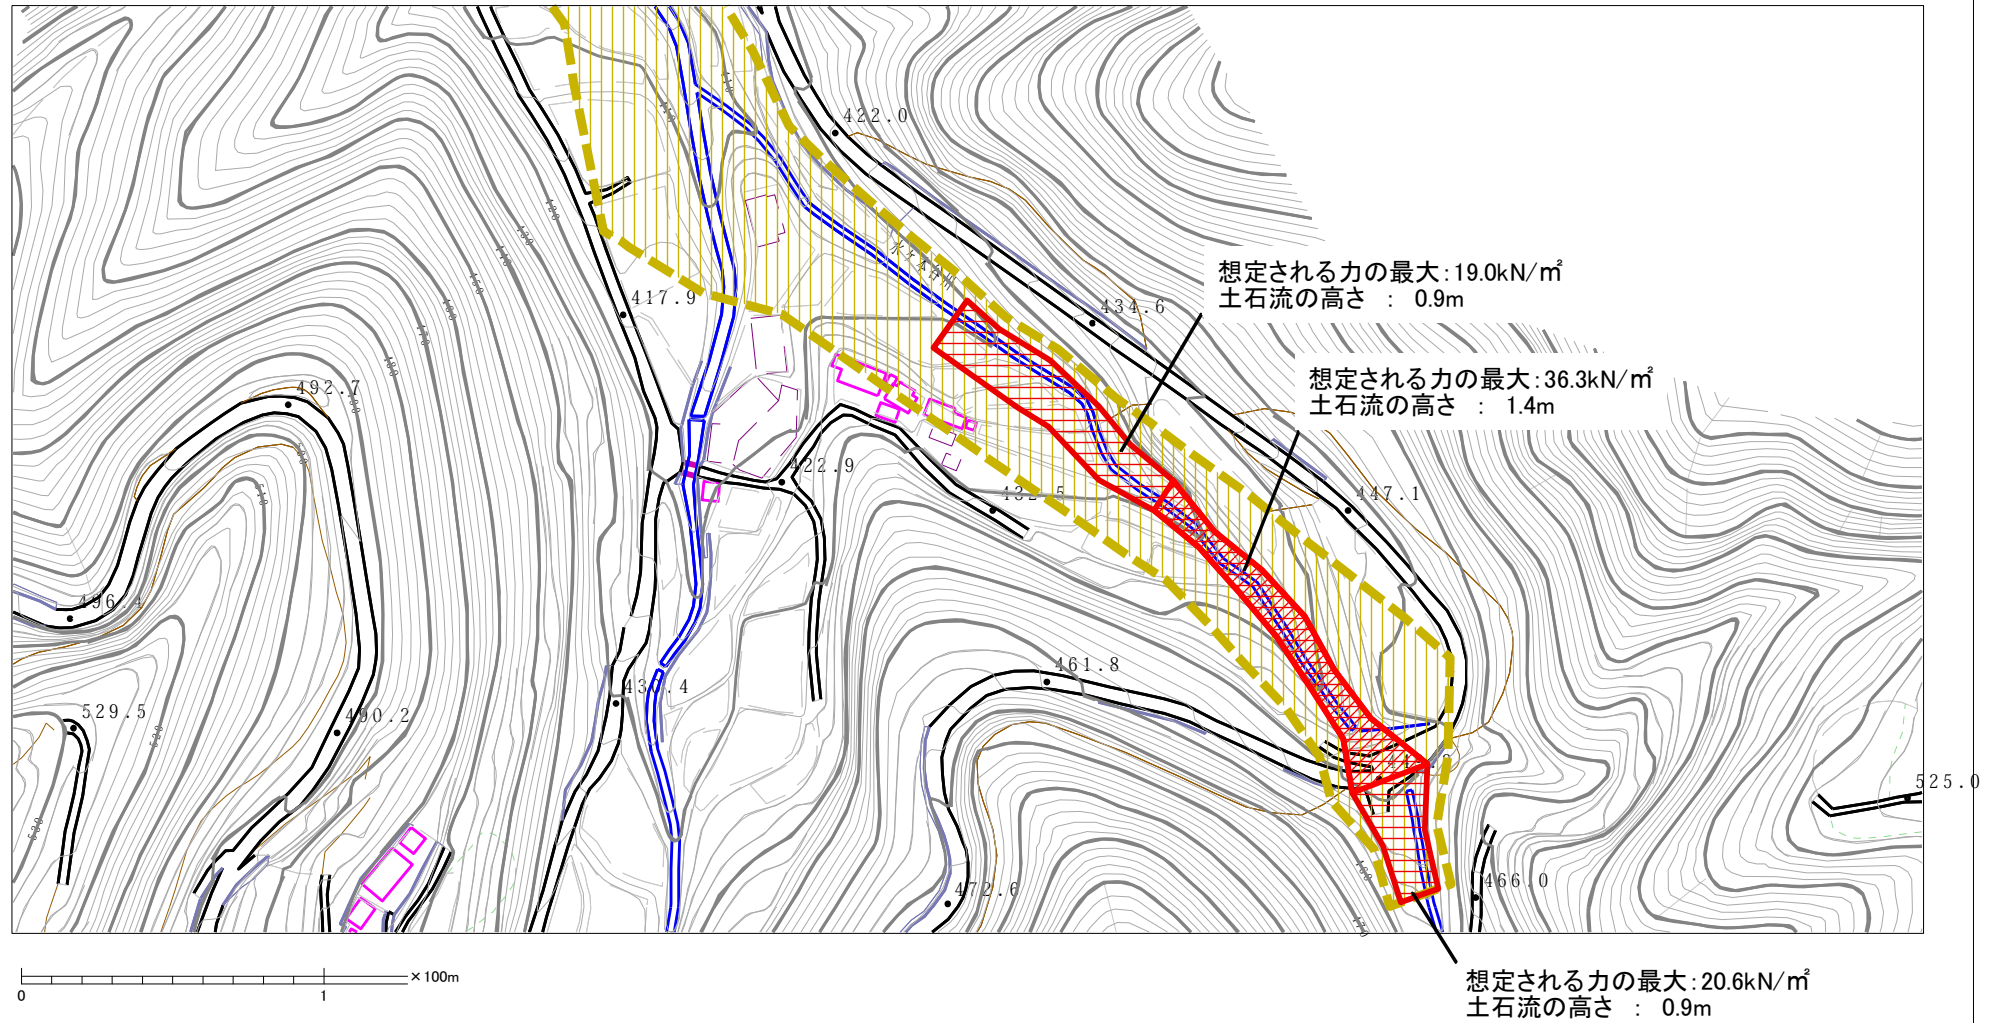 422.0
417.9
434.6
想定される力の最大：19.0kN/㎡
土石流の高さ ： 0.9m
想定される力の最大：36.3kN/㎡
土石流の高さ ： 1.4m
492.7
422.9
432.5
447.1
496.4
461.8
430.4
529.5
490.2
525.0
472.6
466.0
想定される力の最大：20.6kN/㎡
土石流の高さ ： 0.9m
×100m
0 1